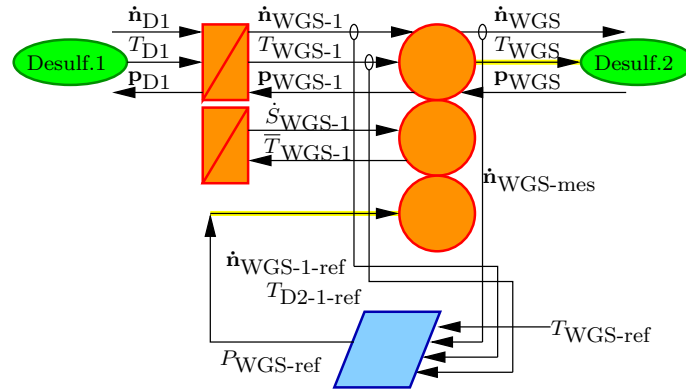 ṅD1 ṅWGS-1 ṅWGS
Desulf.1 TD1 TWGS-1 TWGS Desulf.2
pD1 pWGS-1 pWGS
ṠWGS-1
T̅WGS-1
ṅWGS-mes
ṅWGS-1-ref
TD2-1-ref
TWGS-ref
PWGS-ref